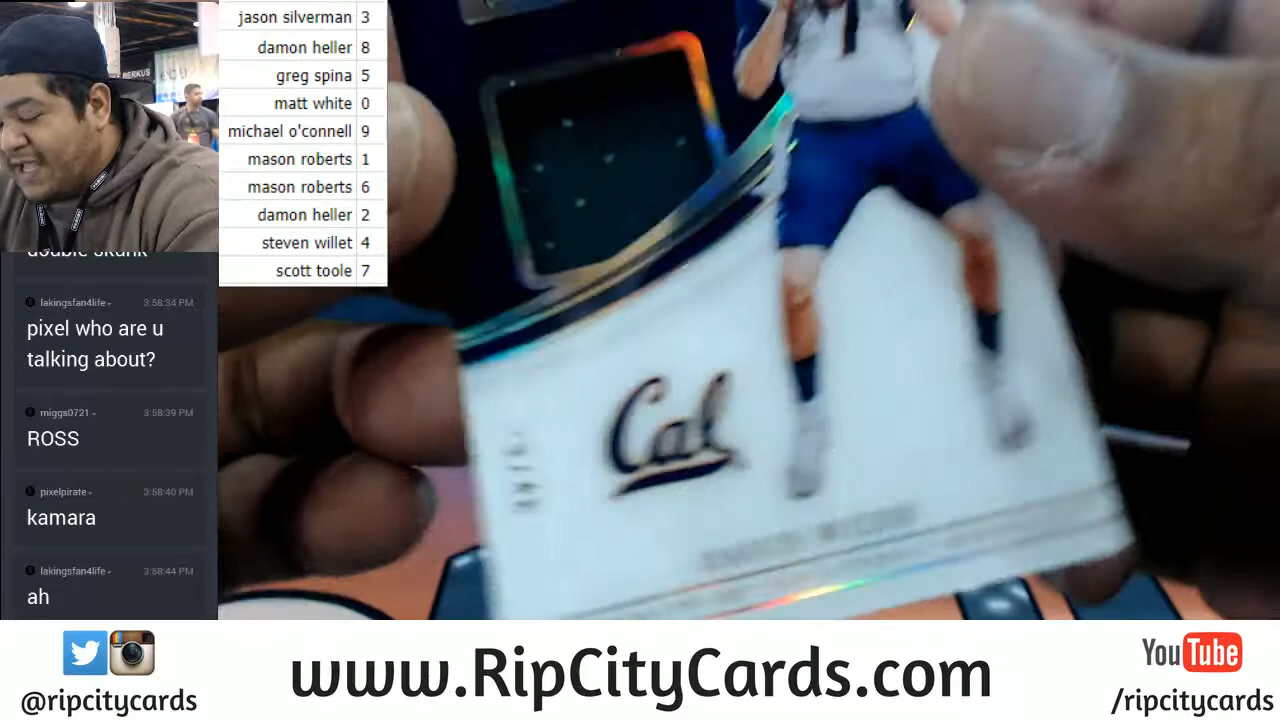 jason silverman 3
damon heller 8
greg spina 5
matt white 0
michael o'connell 9
mason roberts 1
mason roberts 6
damon heller 2
steven willet 4
scott toole 7
BERKUS
double skunk
lakingsfan4life 3:58:34 PM
pixel who are u
talking about?
miggs0721 3:58:39 PM
ROSS
pixelpirate 3:58:40 PM
kamara
lakingsfan4life 3:58:44 PM
ah
Cal
@ripcitycards
www.RipCityCards.com
YouTube
/ripcitycards